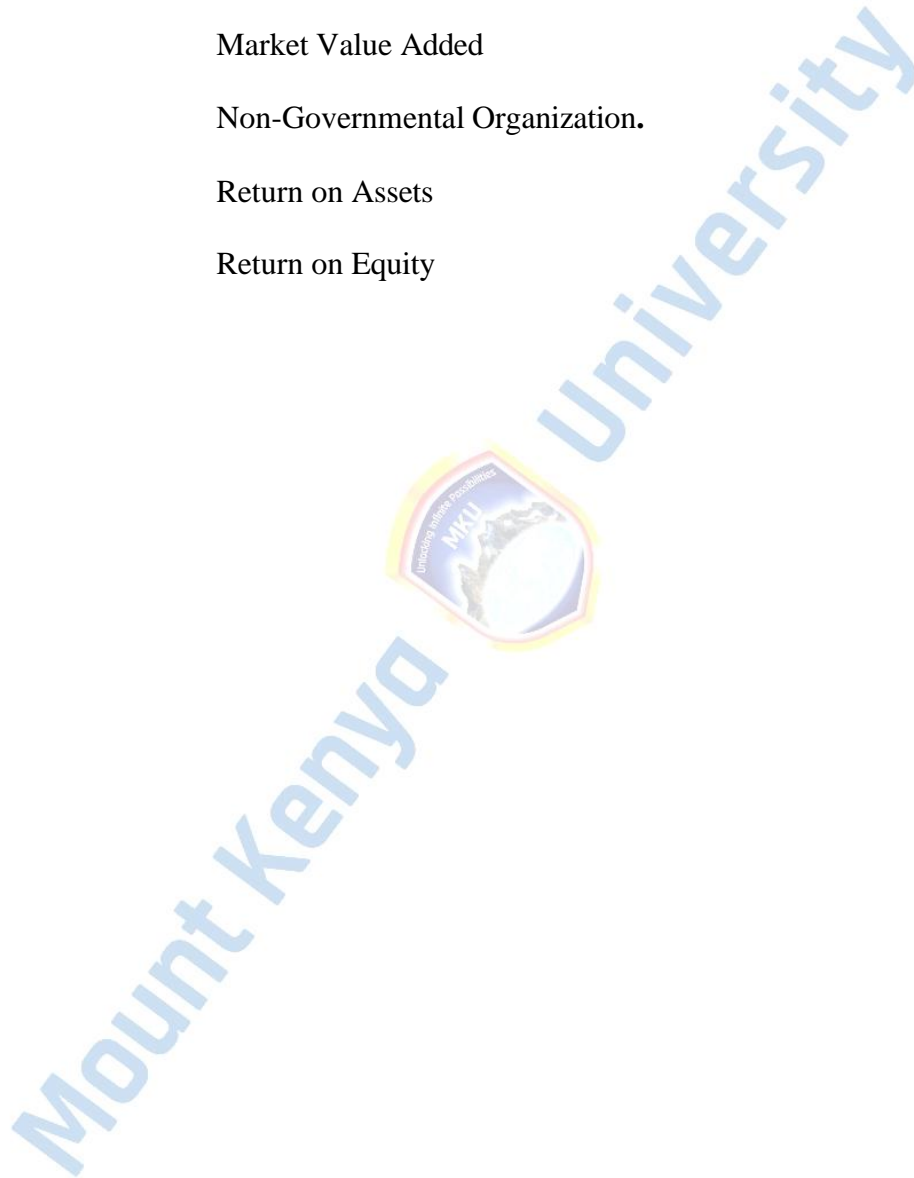 Market Value Added
Non-Governmental Organization.
Return on Assets
Return on Equity
Mount Kenya University
Unlocking Infinite Possibilities
MKU